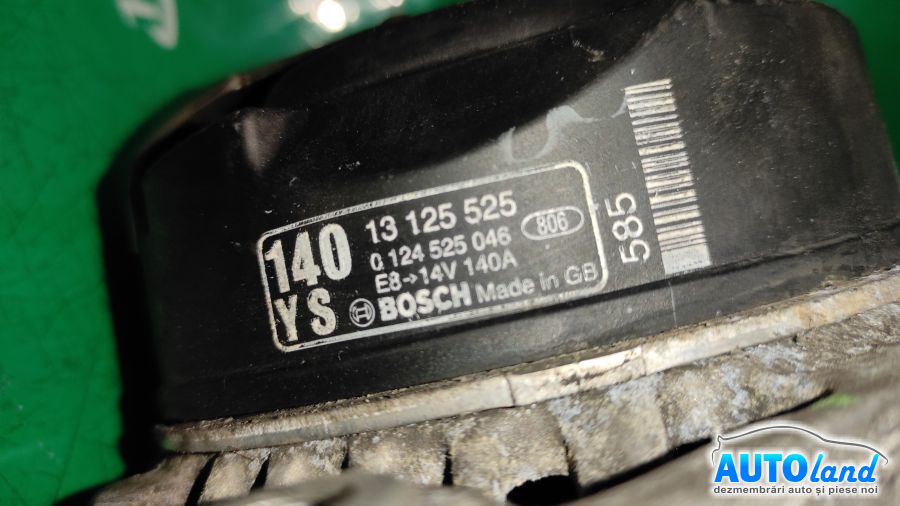 140
YS
13 125 525
0 124 525 046
806
E8→14V 140A
BOSCH Made in GB
585
AUTOland
dezmembrări auto și piese noi